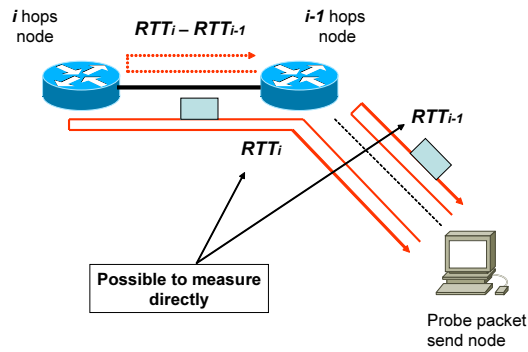 i hops
node
RTTi – RTTi-1
i-1 hops
node
RTTi-1
RTTi
Possible to measure
directly
Probe packet
send node